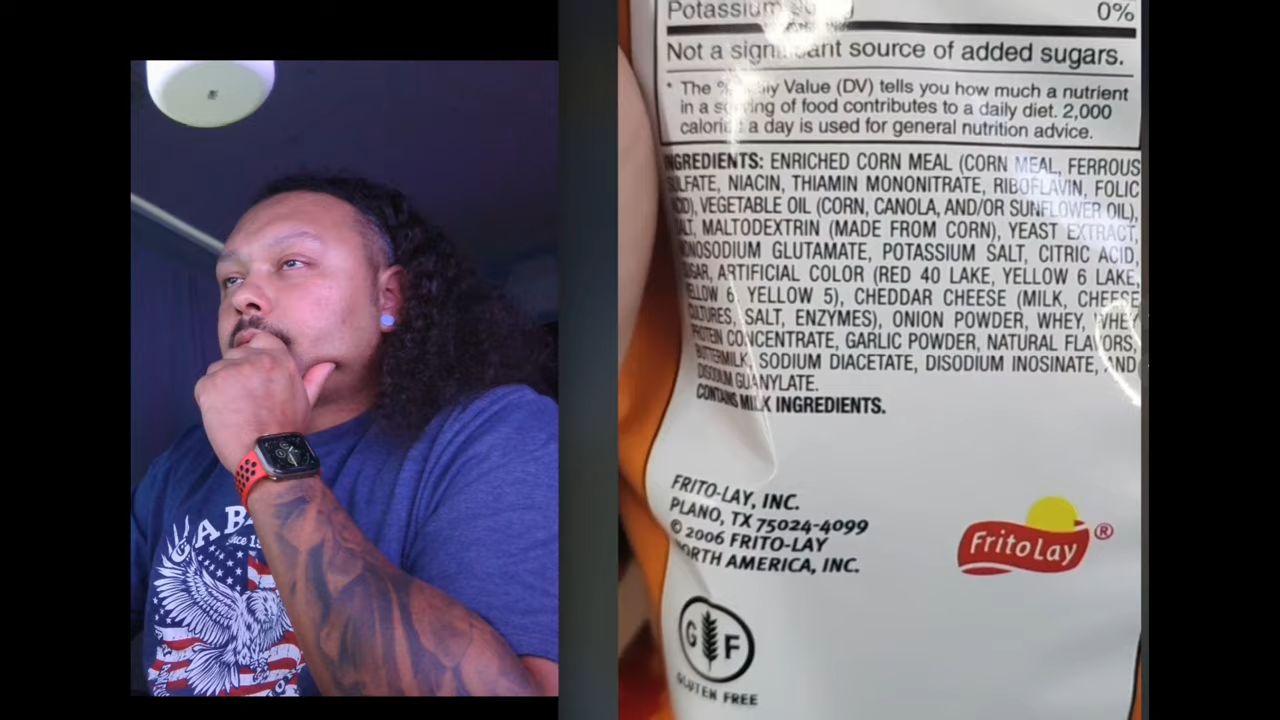 A B
Since 1
Potassium
0%
Not a significant source of added sugars.
* The % Daily Value (DV) tells you how much a nutrient
in a serving of food contributes to a daily diet. 2,000
calories a day is used for general nutrition advice.
INGREDIENTS: ENRICHED CORN MEAL (CORN MEAL, FERROUS
SULFATE, NIACIN, THIAMIN MONONITRATE, RIBOFLAVIN, FOLIC
ACID), VEGETABLE OIL (CORN, CANOLA, AND/OR SUNFLOWER OIL),
SALT, MALTODEXTRIN (MADE FROM CORN), YEAST EXTRACT,
MONOSODIUM GLUTAMATE, POTASSIUM SALT, CITRIC ACID,
SUGAR, ARTIFICIAL COLOR (RED 40 LAKE, YELLOW 6 LAKE,
YELLOW 6, YELLOW 5), CHEDDAR CHEESE (MILK, CHEESE
CULTURES, SALT, ENZYMES), ONION POWDER, WHEY, WHEY
PROTEIN CONCENTRATE, GARLIC POWDER, NATURAL FLAVORS,
BUTTERMILK, SODIUM DIACETATE, DISODIUM INOSINATE, AND
DISODIUM GUANYLATE.
CONTAINS MILK INGREDIENTS.
FRITO-LAY, INC.
PLANO, TX 75024-4099
© 2006 FRITO-LAY
NORTH AMERICA, INC.
FritoLay®
G F
GLUTEN FREE